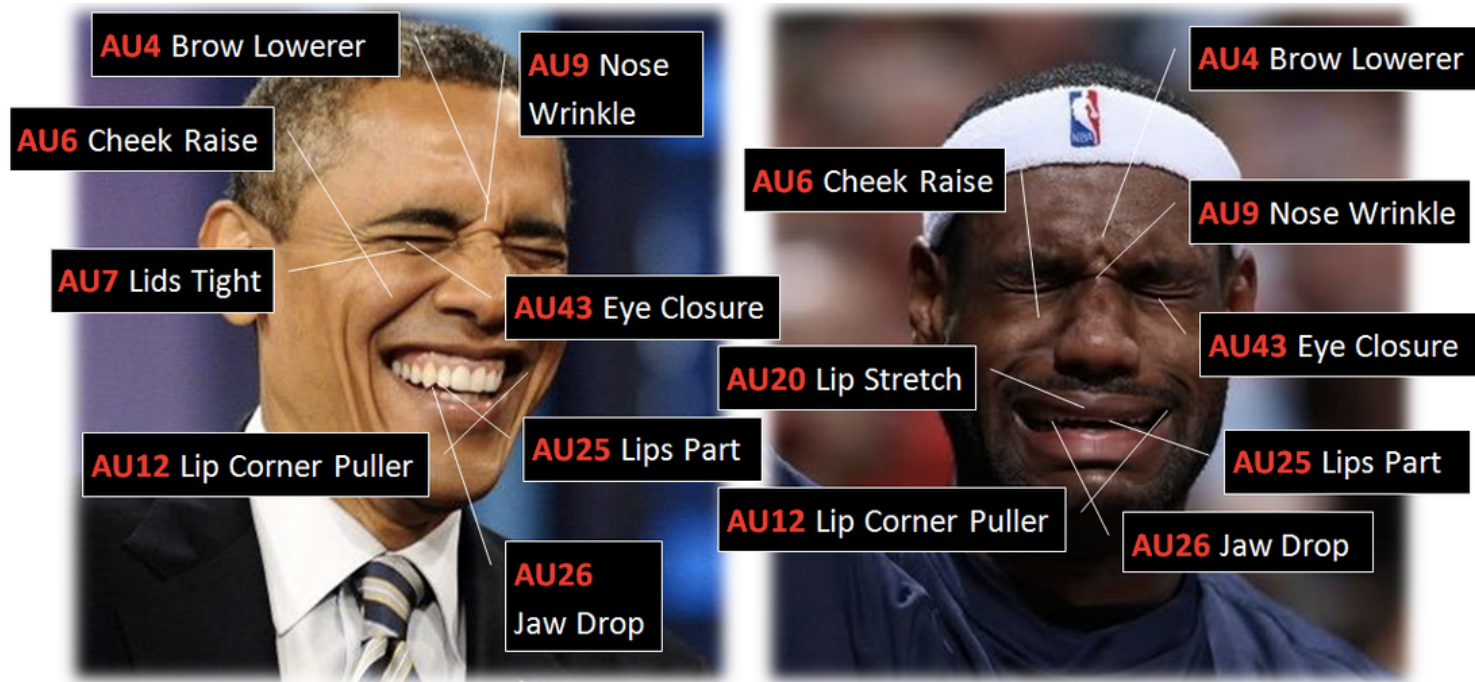 AU4 Brow Lowerer
AU9 Nose
Wrinkle
AU6 Cheek Raise
AU7 Lids Tight
AU43 Eye Closure
AU12 Lip Corner Puller
AU25 Lips Part
AU26
Jaw Drop
AU4 Brow Lowerer
AU6 Cheek Raise
AU9 Nose Wrinkle
NBA
AU43 Eye Closure
AU20 Lip Stretch
AU25 Lips Part
AU12 Lip Corner Puller
AU26 Jaw Drop